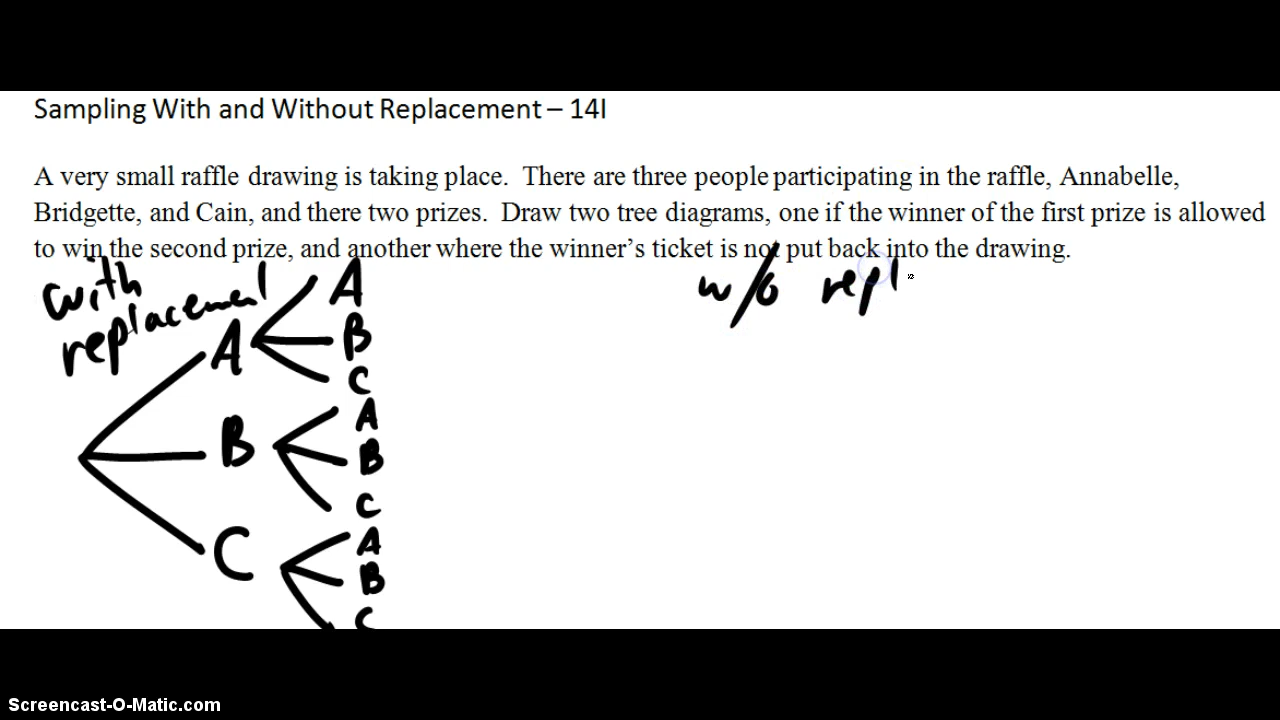 Sampling With and Without Replacement – 14I
A very small raffle drawing is taking place. There are three people participating in the raffle, Annabelle,
Bridgette, and Cain, and there two prizes. Draw two tree diagrams, one if the winner of the first prize is allowed
to win the second prize, and another where the winner's ticket is not put back into the drawing.
with
replacement
A
A
B
C
B
A
B
C
C
A
B
C
w/o repl
Screencast-O-Matic.com